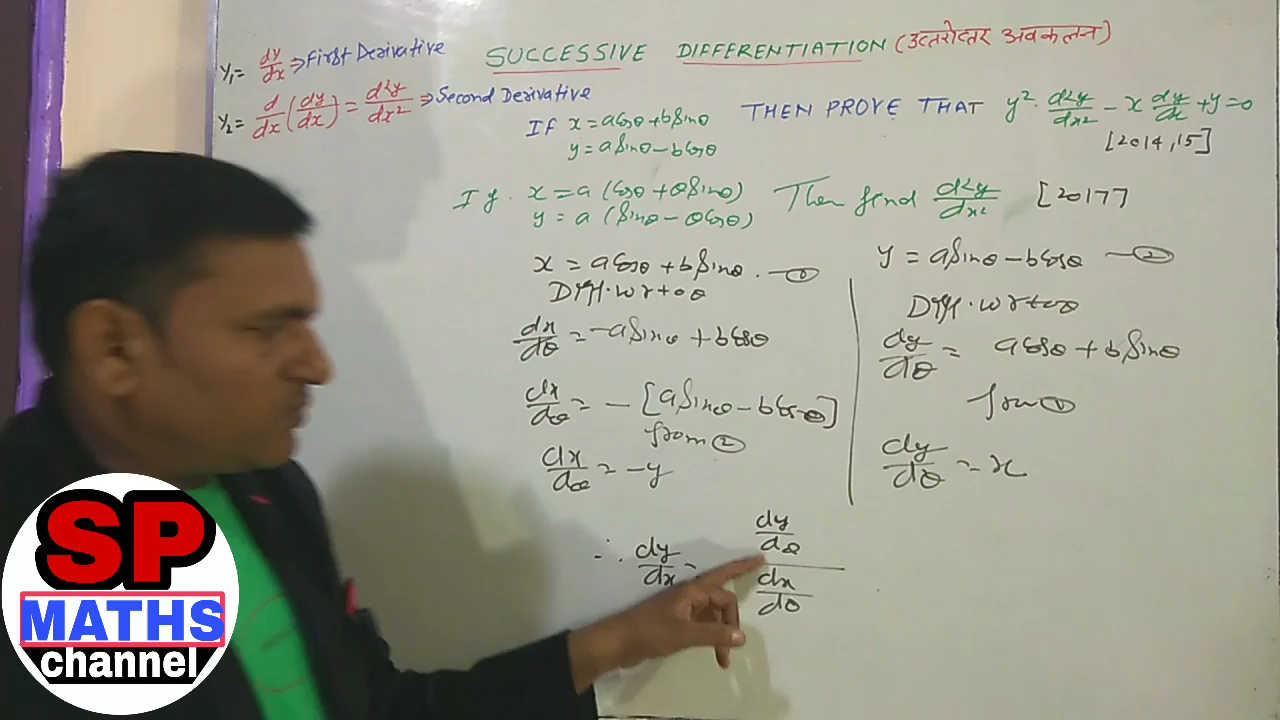 SUCCESSIVE DIFFERENTIATION (उत्तरोत्तर अवकलन)
y₁ = dy/dx ⇒ First Derivative
y₂ = d/dx (dy/dx) = d²y/dx² ⇒ Second Derivative
If x = a cosθ + b sinθ
y = a sinθ - b cosθ
THEN PROVE THAT y² · d²y/dx² - x dy/dx + y = 0
[2014,15]
If x = a (cosθ + θ sinθ)
y = a (sinθ - θ cosθ)
Then find d²y/dx² [2017]
x = a cosθ + b sinθ. - ①
Diff. w r to θ
dx/dθ = -a sinθ + b cosθ
dx/dθ = - [a sinθ - b cosθ]
from ②
dx/dθ = -y
y = a sinθ - b cosθ - ②
Diff. w r to θ
dy/dθ = a cosθ + b sinθ
from ①
dy/dθ = x
∴ dy/dx = dy/dθ / dx/dθ
SP
MATHS
channel